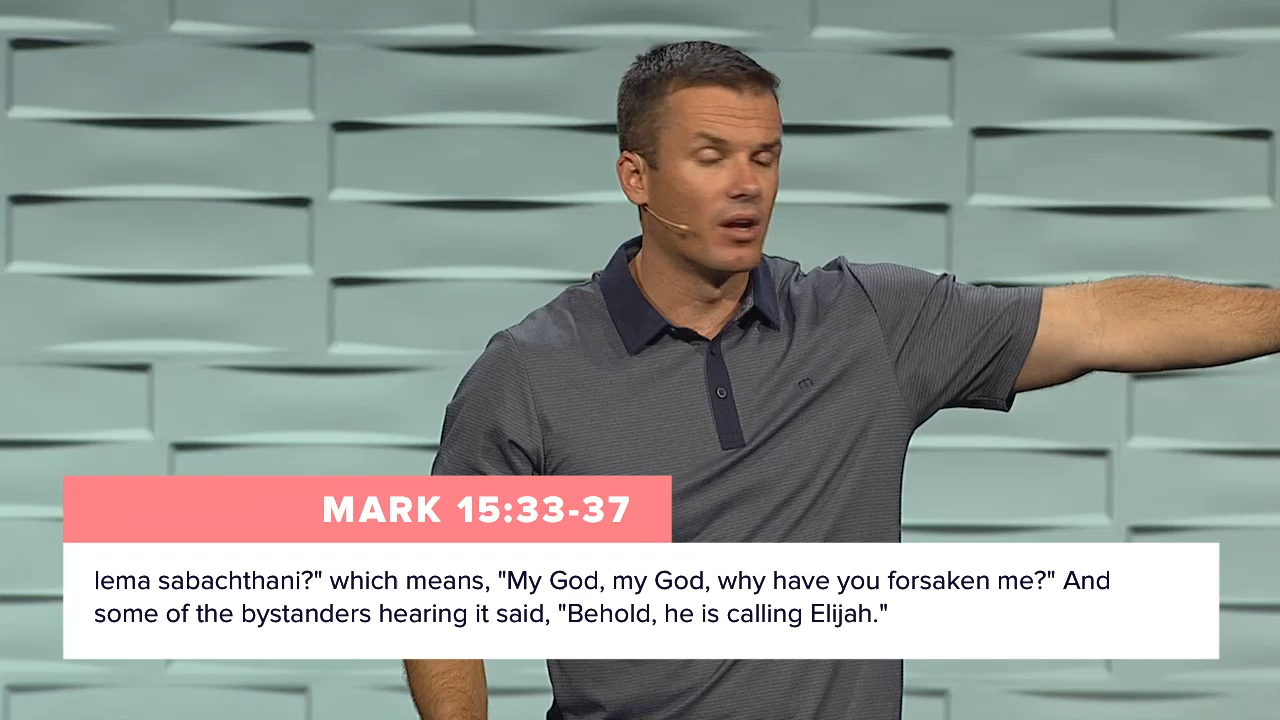 MARK 15:33-37
lema sabachthani?" which means, "My God, my God, why have you forsaken me?" And
some of the bystanders hearing it said, "Behold, he is calling Elijah."